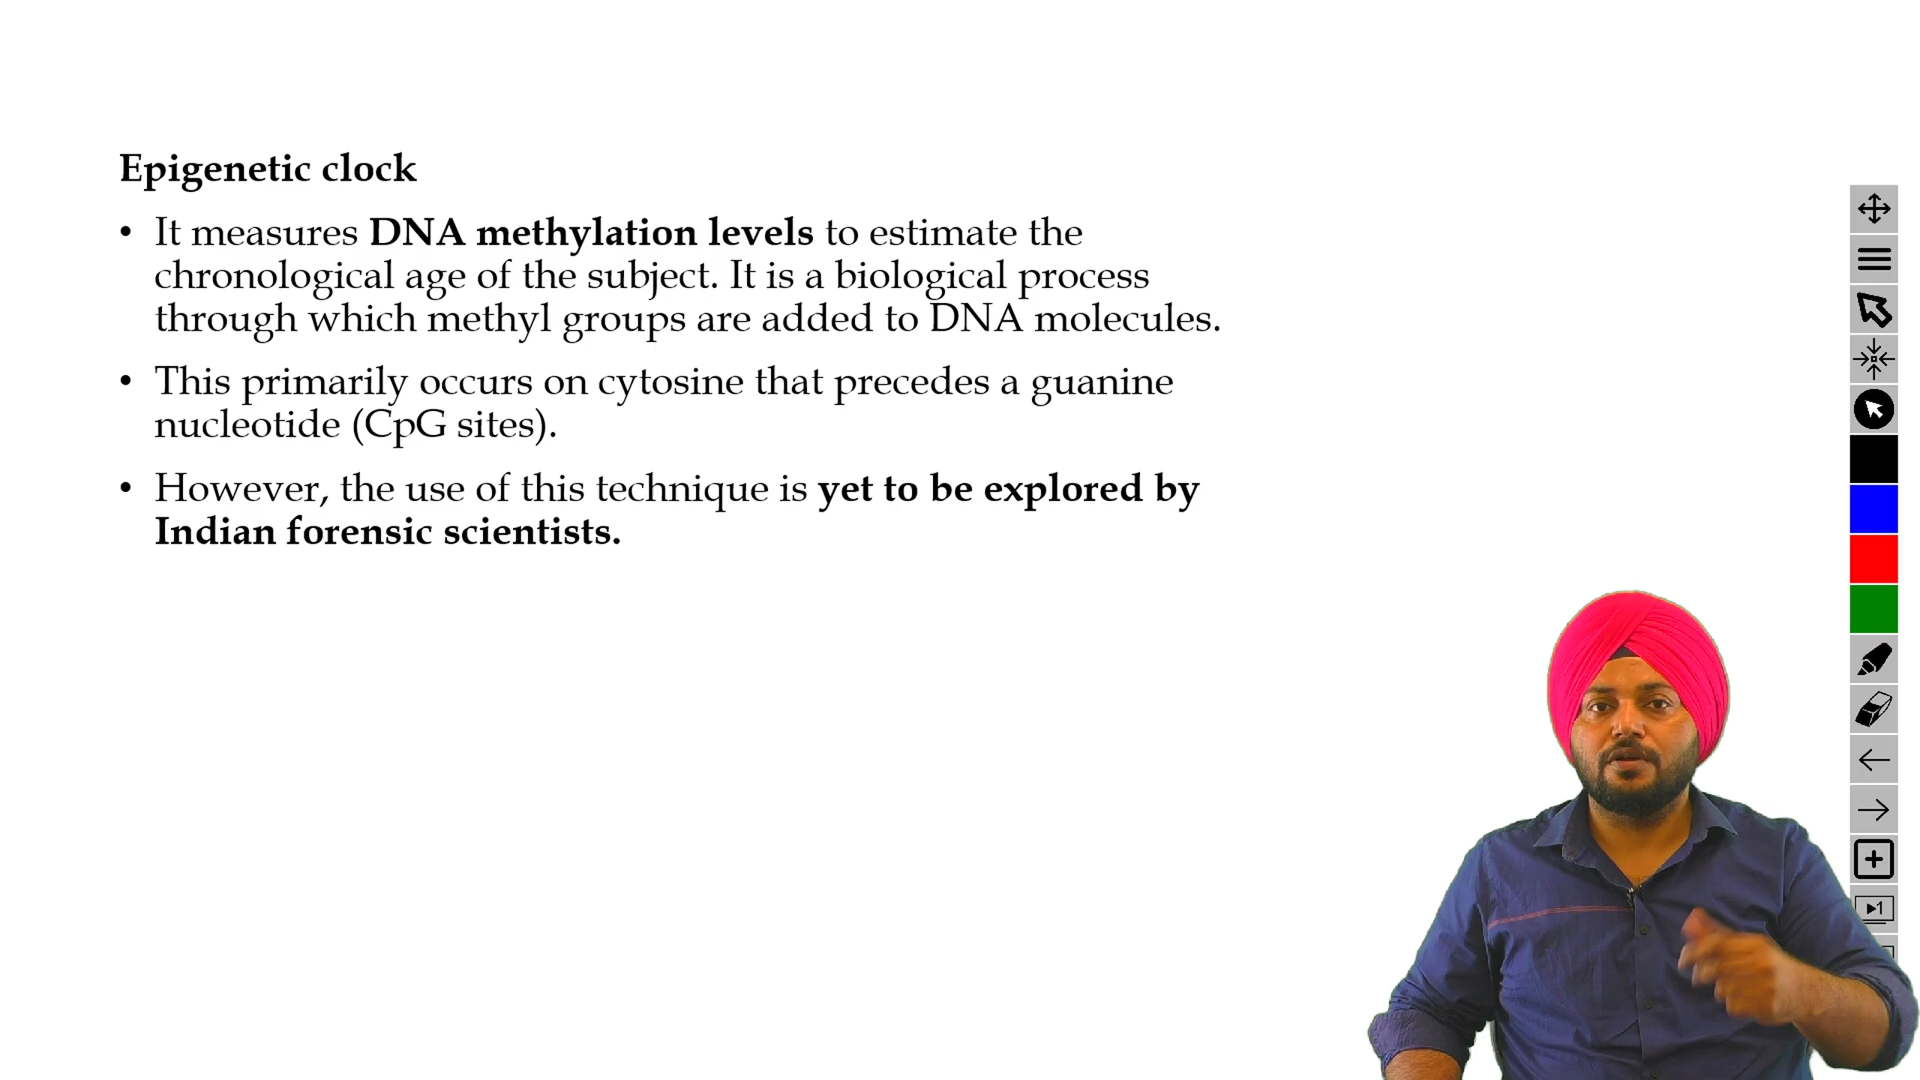 Epigenetic clock
• It measures DNA methylation levels to estimate the
chronological age of the subject. It is a biological process
through which methyl groups are added to DNA molecules.
• This primarily occurs on cytosine that precedes a guanine
nucleotide (CpG sites).
• However, the use of this technique is yet to be explored by
Indian forensic scientists.
1